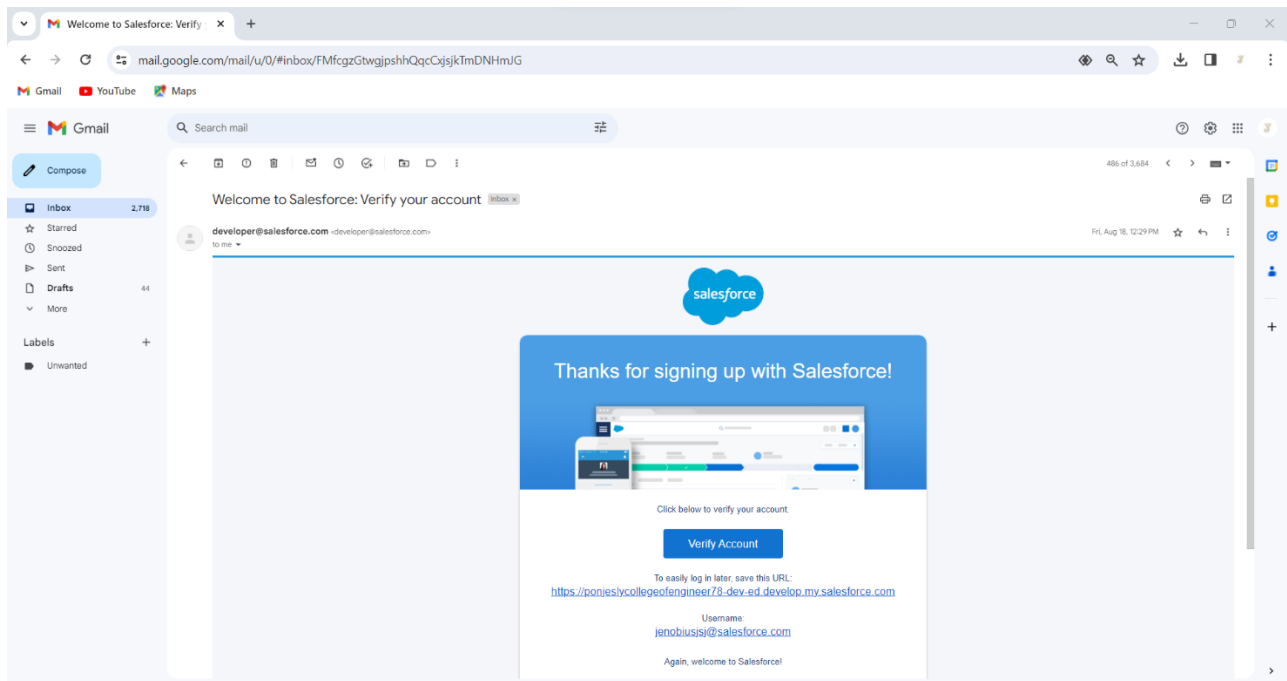 Welcome to Salesforce: Verify
mail.google.com/mail/u/0/#inbox/FMfcgzGtwgjpshhQqcCxjsjkTmDNHmJG
Gmail YouTube Maps
Gmail
Search mail
Compose
486 of 3,684
Inbox 2,718
Starred
Snoozed
Sent
Drafts 44
More
Labels
Unwanted
Welcome to Salesforce: Verify your account Inbox x
developer@salesforce.com <developer@salesforce.com>
Fri, Aug 18, 12:29 PM
to me
salesforce
Thanks for signing up with Salesforce!
Click below to verify your account.
Verify Account
To easily log in later, save this URL:
https://ponjeslycollegeofengineer78-dev-ed.develop.my.salesforce.com
Username:
jenobiusjsj@salesforce.com
Again, welcome to Salesforce!